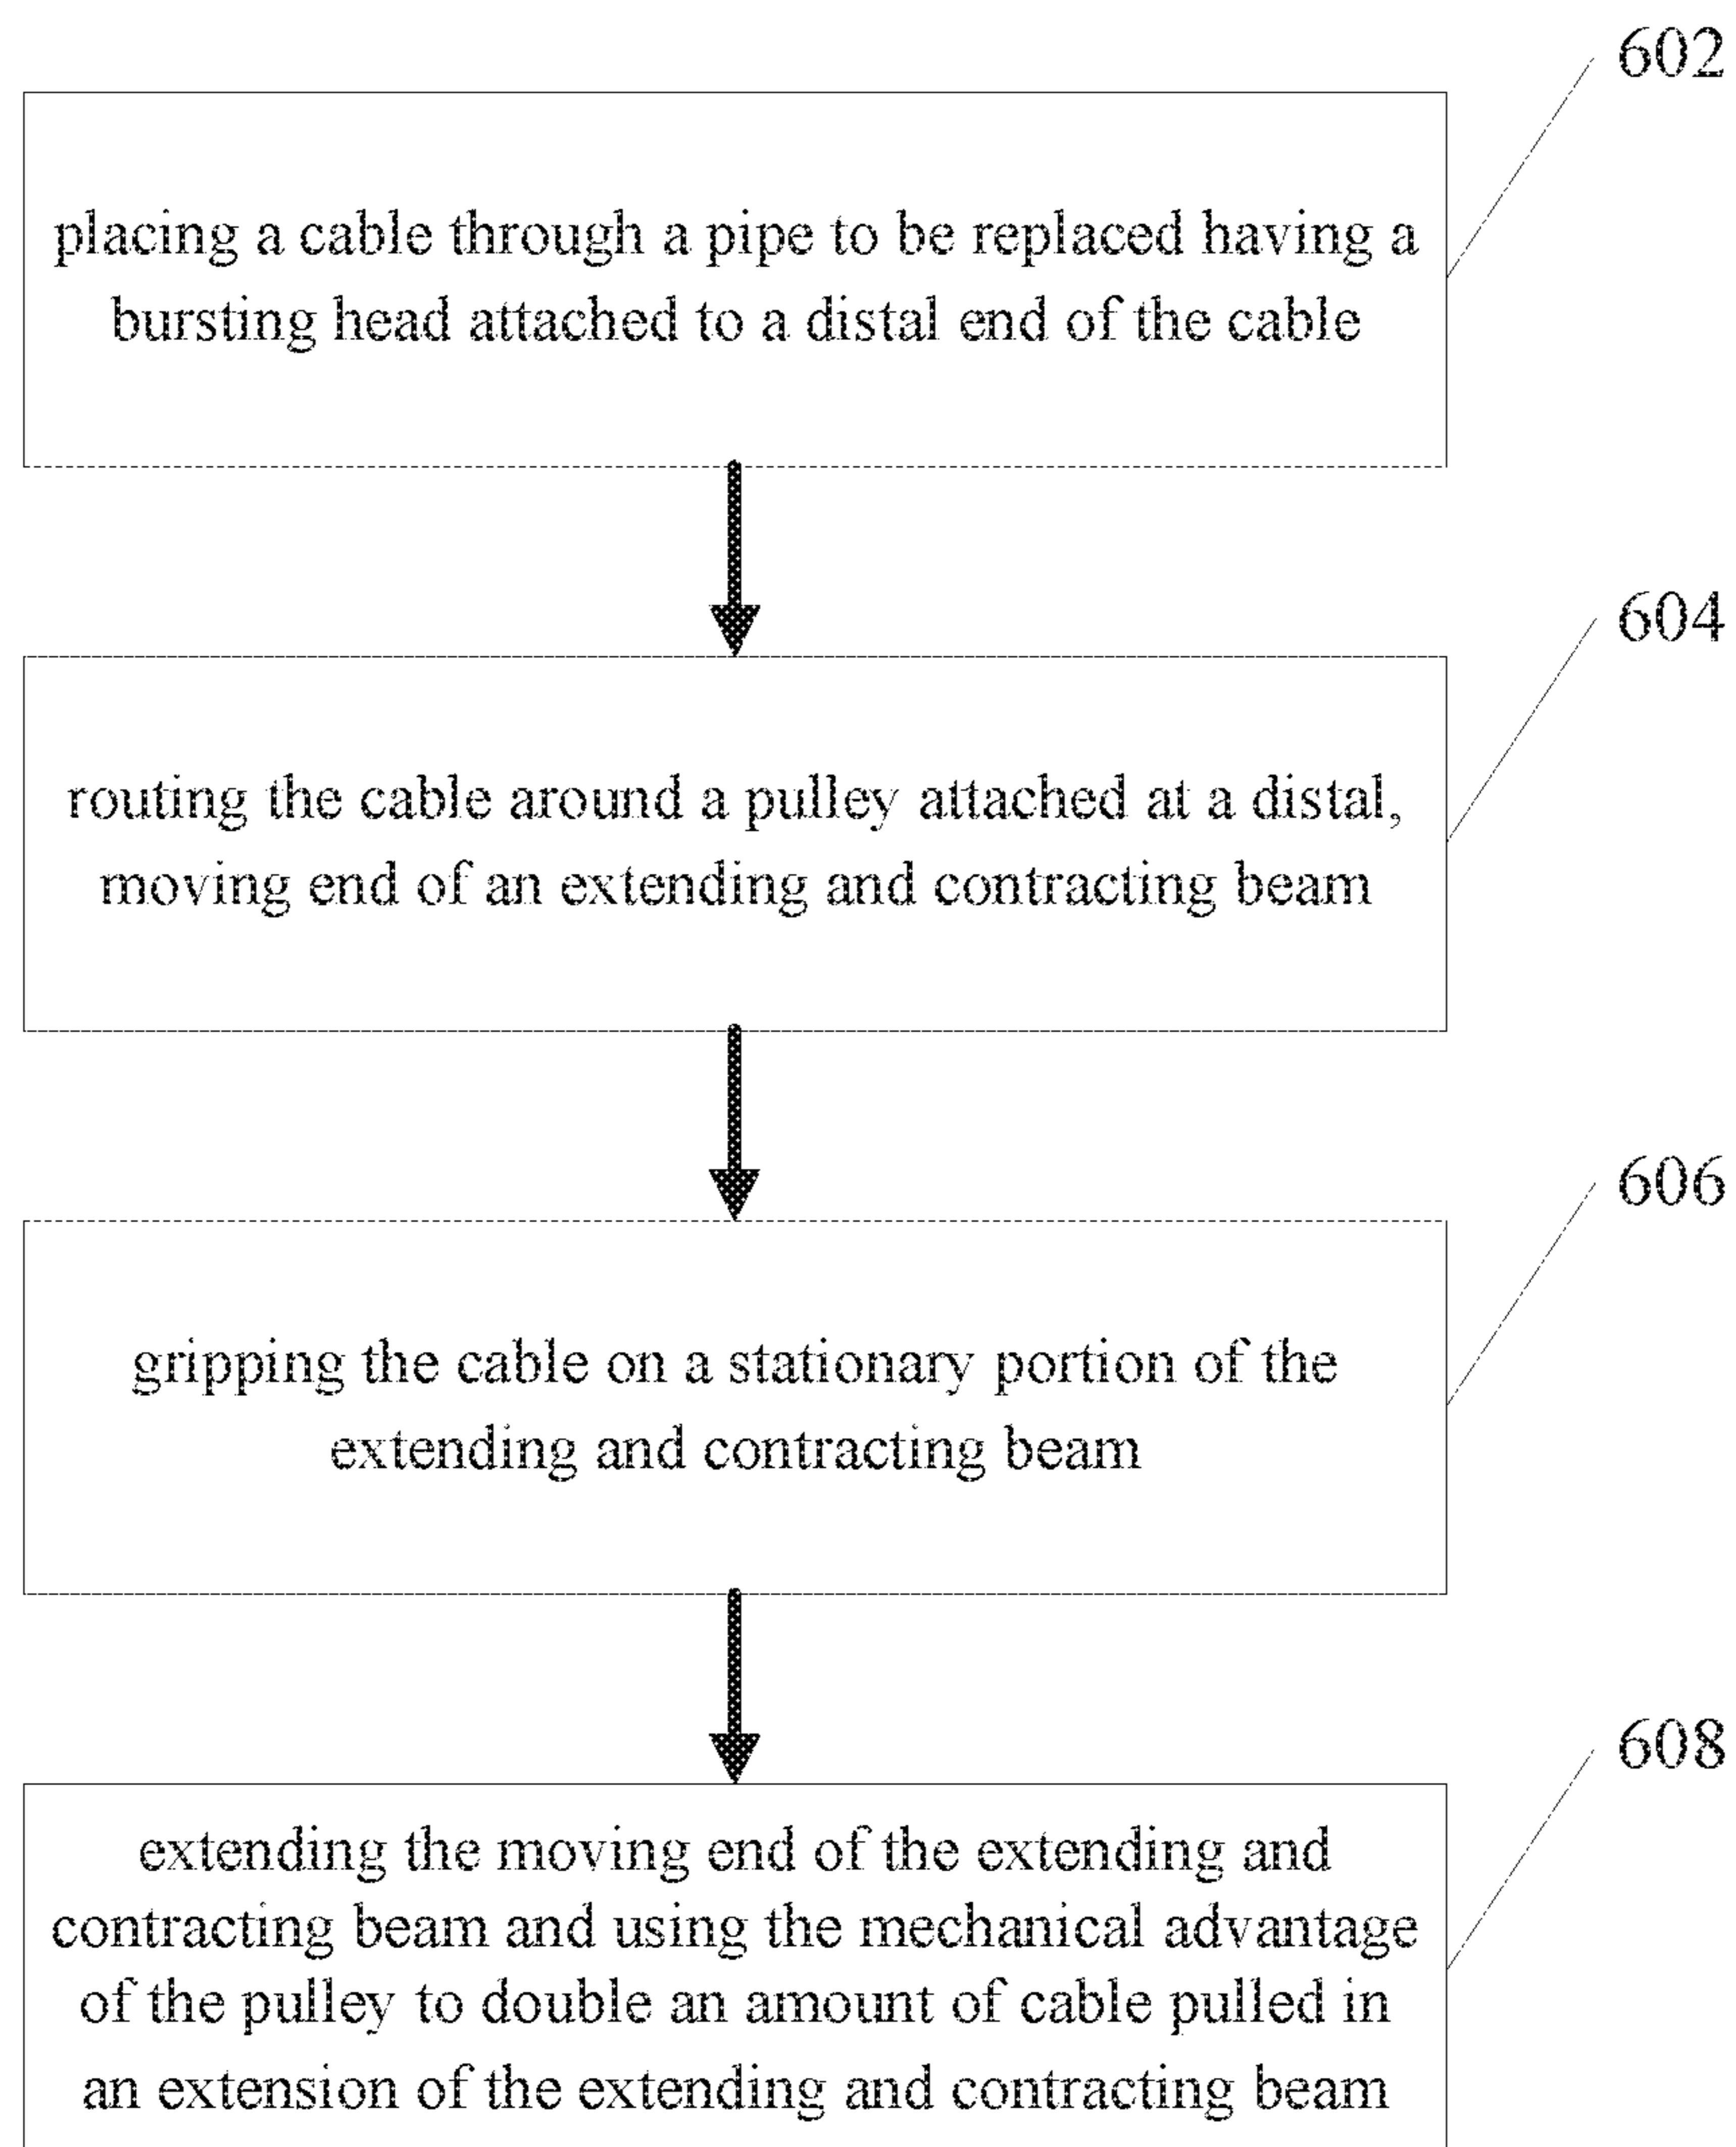 602
placing a cable through a pipe to be replaced having a
bursting head attached to a distal end of the cable
604
routing the cable around a pulley attached at a distal,
moving end of an extending and contracting beam
606
gripping the cable on a stationary portion of the
extending and contracting beam
608
extending the moving end of the extending and
contracting beam and using the mechanical advantage
of the pulley to double an amount of cable pulled in
an extension of the extending and contracting beam